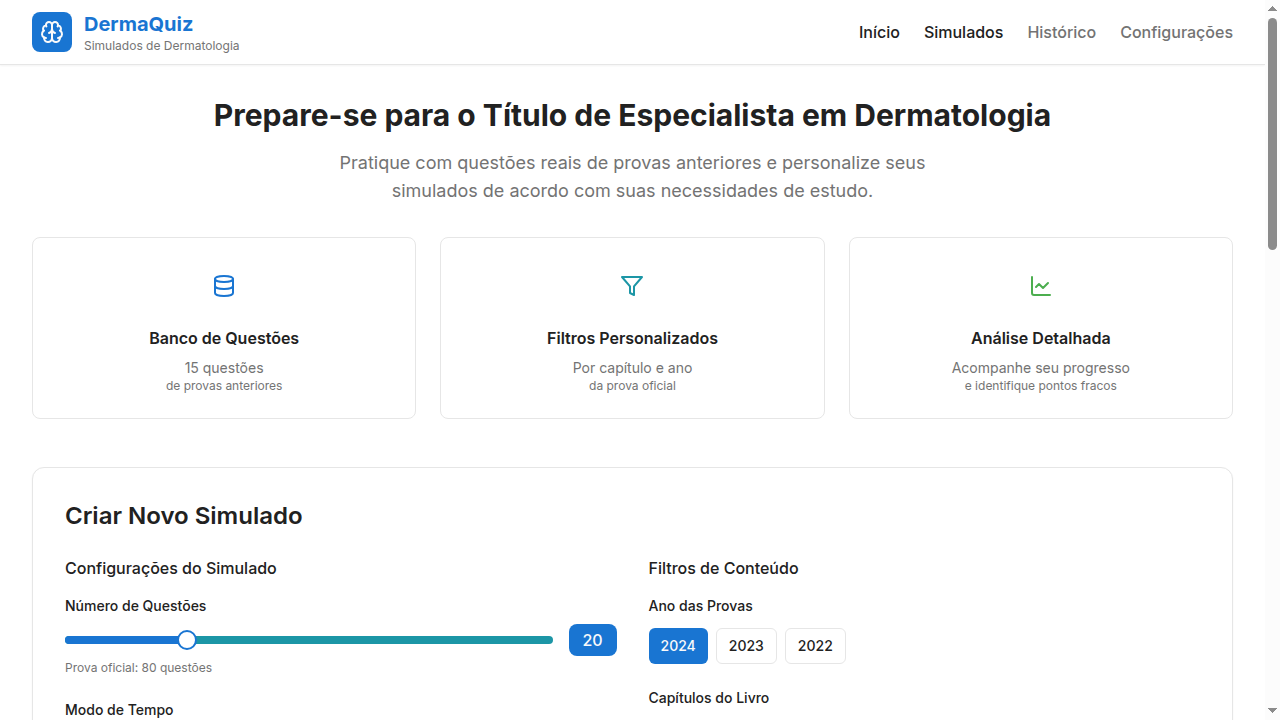 DermaQuiz
Simulados de Dermatologia
Início
Simulados
Histórico
Configurações
Prepare-se para o Título de Especialista em Dermatologia
Pratique com questões reais de provas anteriores e personalize seus
simulados de acordo com suas necessidades de estudo.
Banco de Questões
15 questões
de provas anteriores
Filtros Personalizados
Por capítulo e ano
da prova oficial
Análise Detalhada
Acompanhe seu progresso
e identifique pontos fracos
Criar Novo Simulado
Configurações do Simulado
Número de Questões
20
Prova oficial: 80 questões
Modo de Tempo
Filtros de Conteúdo
Ano das Provas
2024
2023
2022
Capítulos do Livro